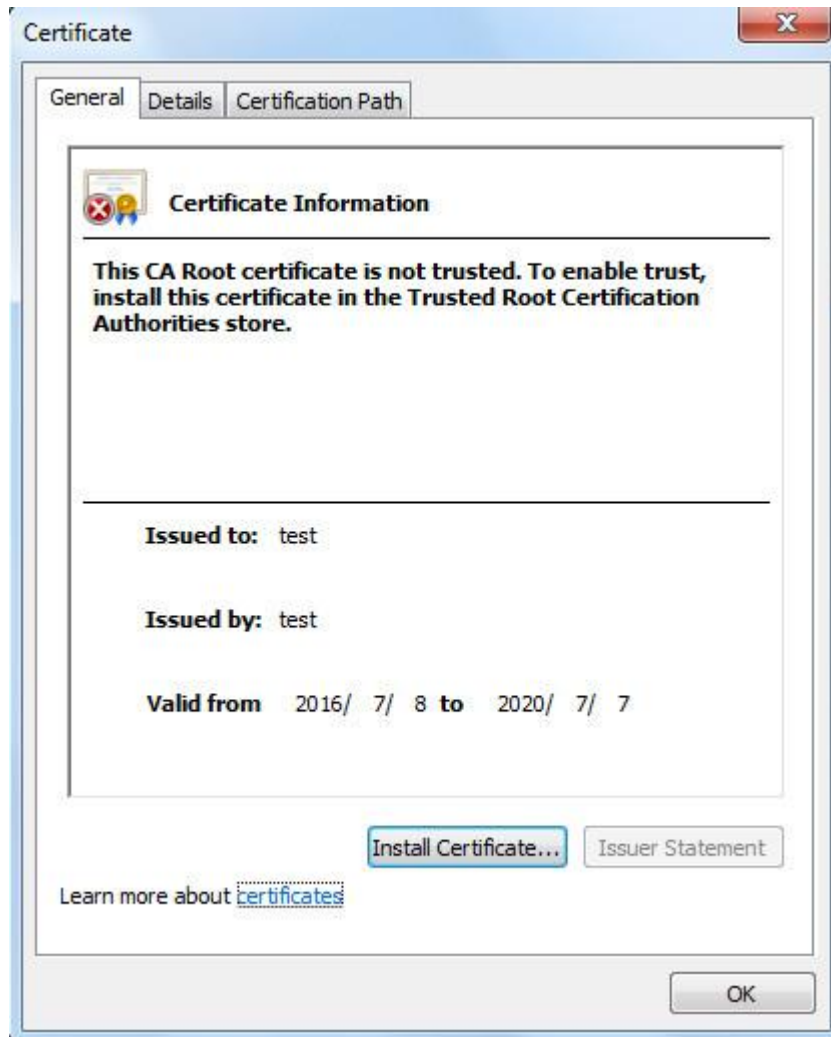 Certificate
General Details Certification Path
Certificate Information
This CA Root certificate is not trusted. To enable trust,
install this certificate in the Trusted Root Certification
Authorities store.
Issued to: test
Issued by: test
Valid from 2016/ 7/ 8 to 2020/ 7/ 7
Install Certificate... Issuer Statement
Learn more about certificates
OK